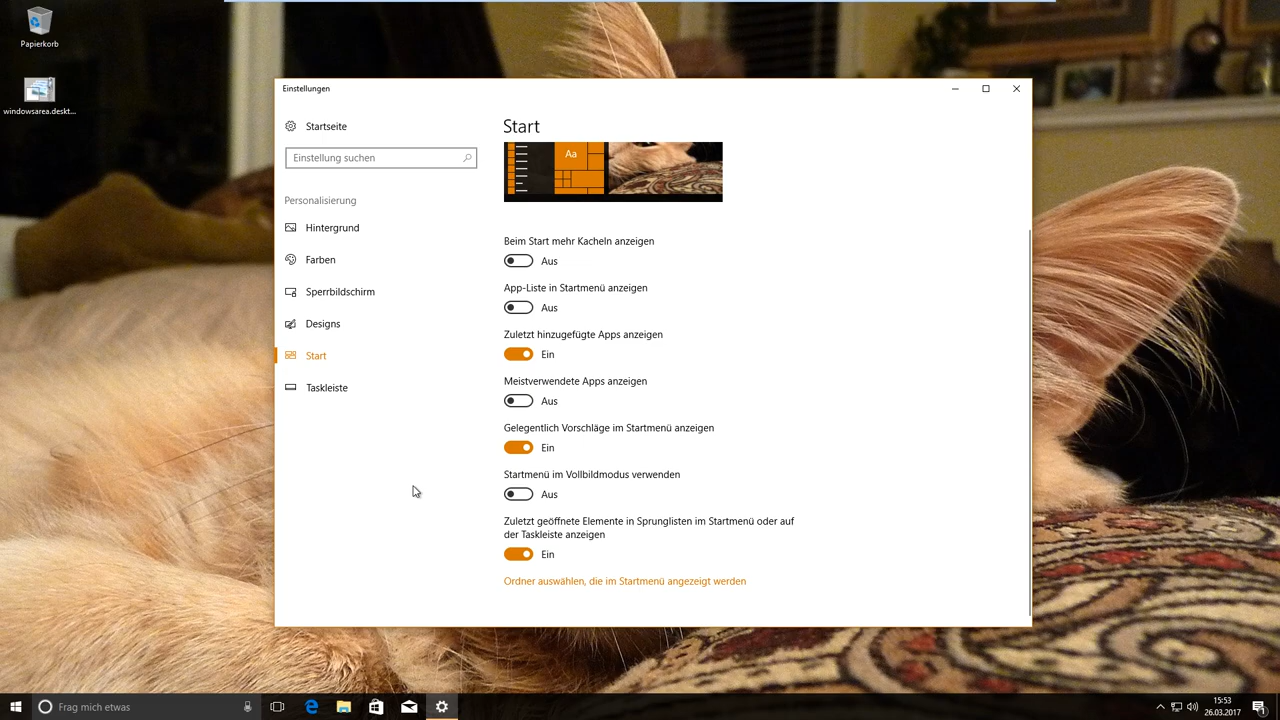 Papierkorb
windowsarea.deskt...
Einstellungen
Startseite
Einstellung suchen
Personalisierung
Hintergrund
Farben
Sperrbildschirm
Designs
Start
Taskleiste
Start
Aa
Beim Start mehr Kacheln anzeigen
Aus
App-Liste in Startmenü anzeigen
Aus
Zuletzt hinzugefügte Apps anzeigen
Ein
Meistverwendete Apps anzeigen
Aus
Gelegentlich Vorschläge im Startmenü anzeigen
Ein
Startmenü im Vollbildmodus verwenden
Aus
Zuletzt geöffnete Elemente in Sprunglisten im Startmenü oder auf
der Taskleiste anzeigen
Ein
Ordner auswählen, die im Startmenü angezeigt werden
Frag mich etwas
15:53
26.03.2017
1